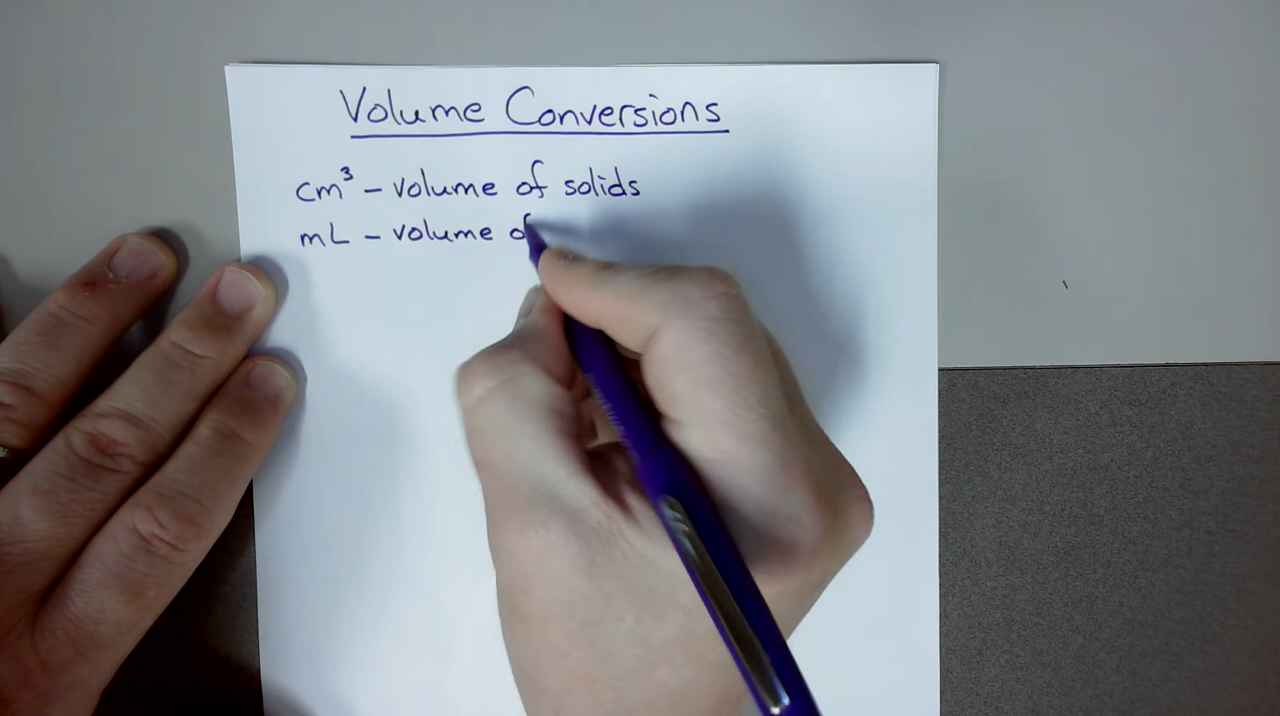 Volume Conversions
cm³ – volume of solids
mL – volume of